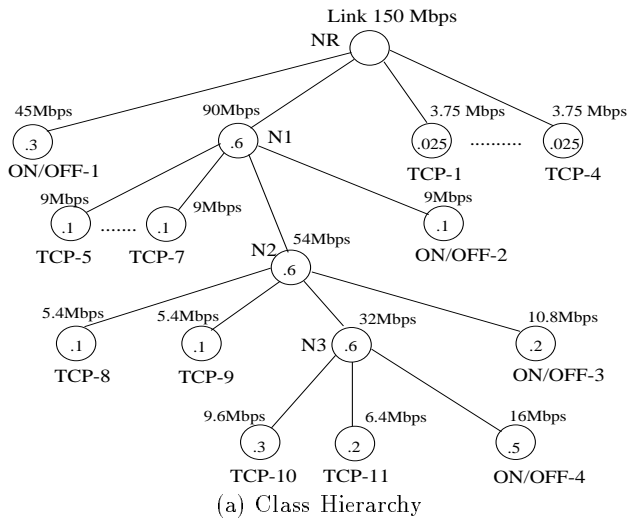 Link 150 Mbps
NR
45Mbps
90Mbps
3.75 Mbps
3.75 Mbps
.3
.6
N1
.025
..........
.025
ON/OFF-1
TCP-1
TCP-4
9Mbps
9Mbps
9Mbps
.1
.......
.1
.1
TCP-5
TCP-7
ON/OFF-2
N2
54Mbps
.6
5.4Mbps
5.4Mbps
32Mbps
10.8Mbps
.1
.1
N3
.6
.2
TCP-8
TCP-9
ON/OFF-3
9.6Mbps
6.4Mbps
16Mbps
.3
.2
.5
TCP-10
TCP-11
ON/OFF-4
(a) Class Hierarchy